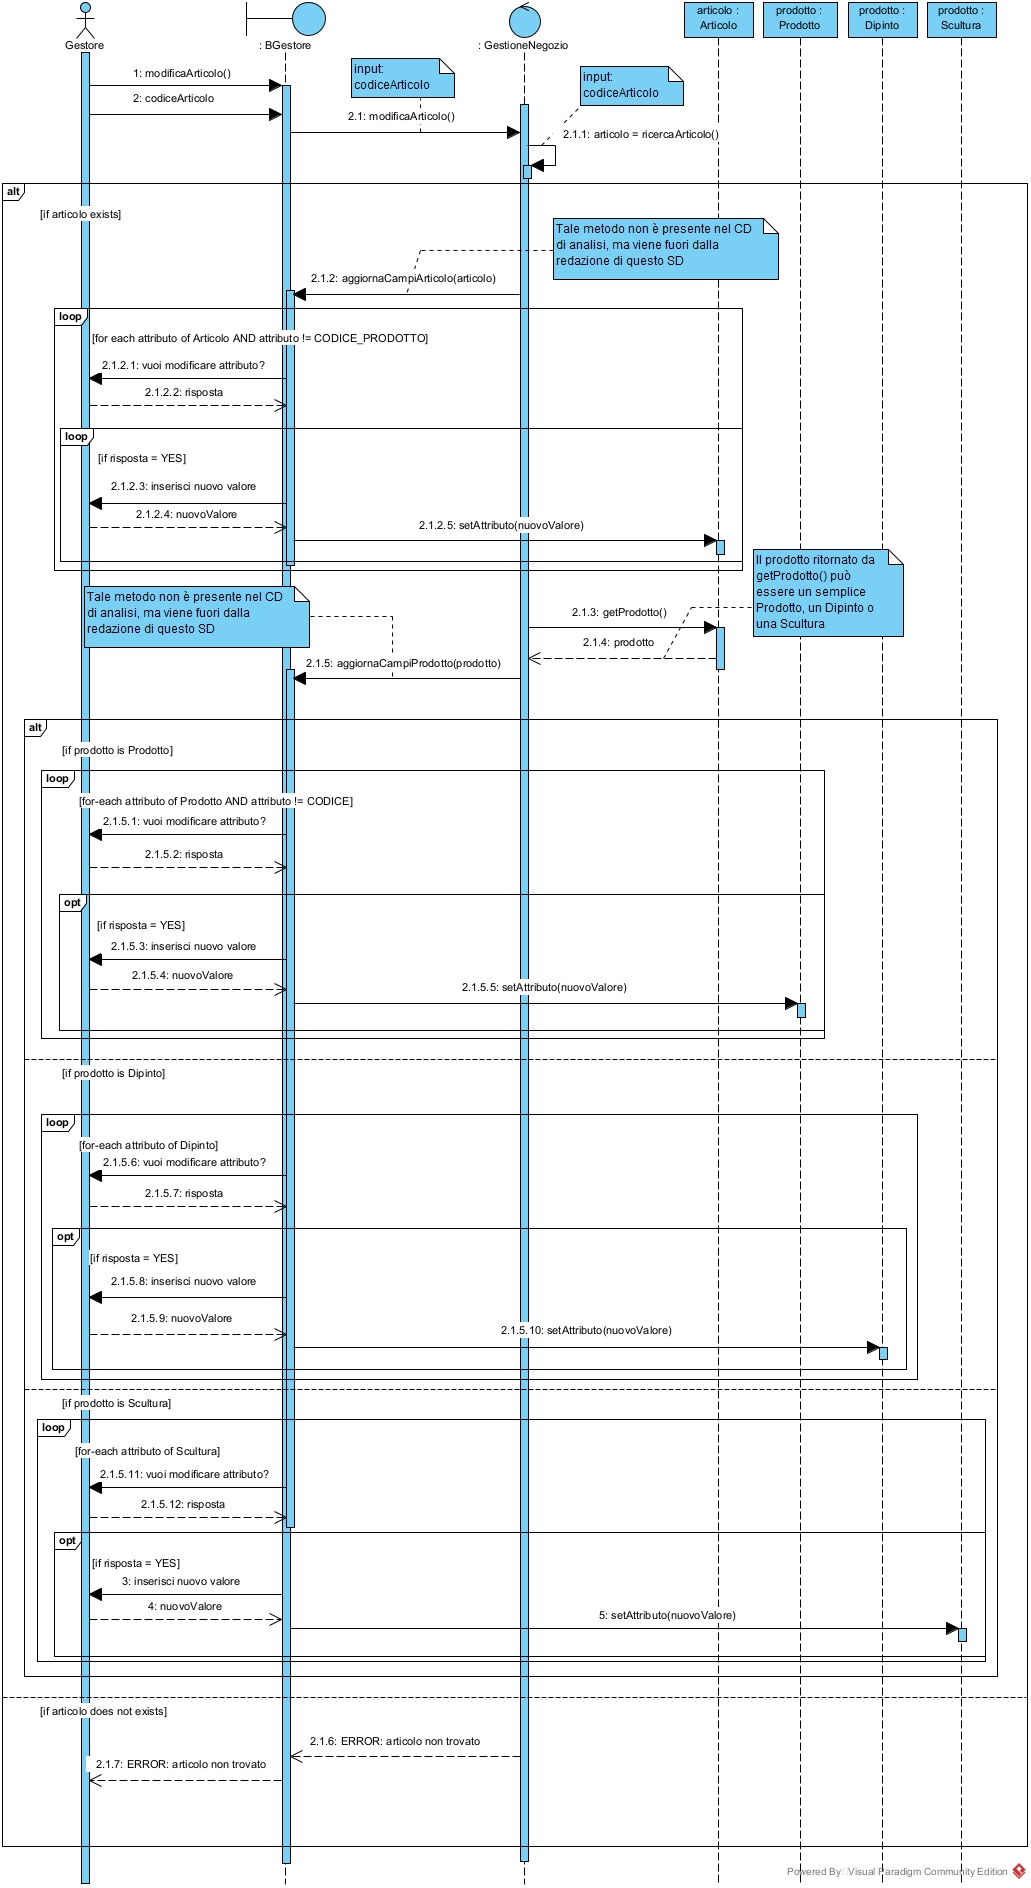 Gestore
: BGestore
: GestioneNegozio
articolo :
Articolo
prodotto :
Prodotto
prodotto :
Dipinto
prodotto :
Scultura
1: modificaArticolo()
2: codiceArticolo
input:
codiceArticolo
2.1: modificaArticolo()
input:
codiceArticolo
2.1.1: articolo = ricercaArticolo()
alt
[if articolo exists]
Tale metodo non è presente nel CD
di analisi, ma viene fuori dalla
redazione di questo SD
2.1.2: aggiornaCampiArticolo(articolo)
loop
[for each attributo of Articolo AND attributo != CODICE_PRODOTTO]
2.1.2.1: vuoi modificare attributo?
2.1.2.2: risposta
loop
[if risposta = YES]
2.1.2.3: inserisci nuovo valore
2.1.2.4: nuovoValore
2.1.2.5: setAttributo(nuovoValore)
Il prodotto ritornato da
getProdotto() può
essere un semplice
Prodotto, un Dipinto o
una Scultura
Tale metodo non è presente nel CD
di analisi, ma viene fuori dalla
redazione di questo SD
2.1.3: getProdotto()
2.1.4: prodotto
2.1.5: aggiornaCampiProdotto(prodotto)
alt
[if prodotto is Prodotto]
loop
[for-each attributo of Prodotto AND attributo != CODICE]
2.1.5.1: vuoi modificare attributo?
2.1.5.2: risposta
opt
[if risposta = YES]
2.1.5.3: inserisci nuovo valore
2.1.5.4: nuovoValore
2.1.5.5: setAttributo(nuovoValore)
[if prodotto is Dipinto]
loop
[for-each attributo of Dipinto]
2.1.5.6: vuoi modificare attributo?
2.1.5.7: risposta
opt
[if risposta = YES]
2.1.5.8: inserisci nuovo valore
2.1.5.9: nuovoValore
2.1.5.10: setAttributo(nuovoValore)
[if prodotto is Scultura]
loop
[for-each attributo of Scultura]
2.1.5.11: vuoi modificare attributo?
2.1.5.12: risposta
opt
[if risposta = YES]
3: inserisci nuovo valore
4: nuovoValore
5: setAttributo(nuovoValore)
[if articolo does not exists]
2.1.6: ERROR: articolo non trovato
2.1.7: ERROR: articolo non trovato
Powered By Visual Paradigm Community Edition